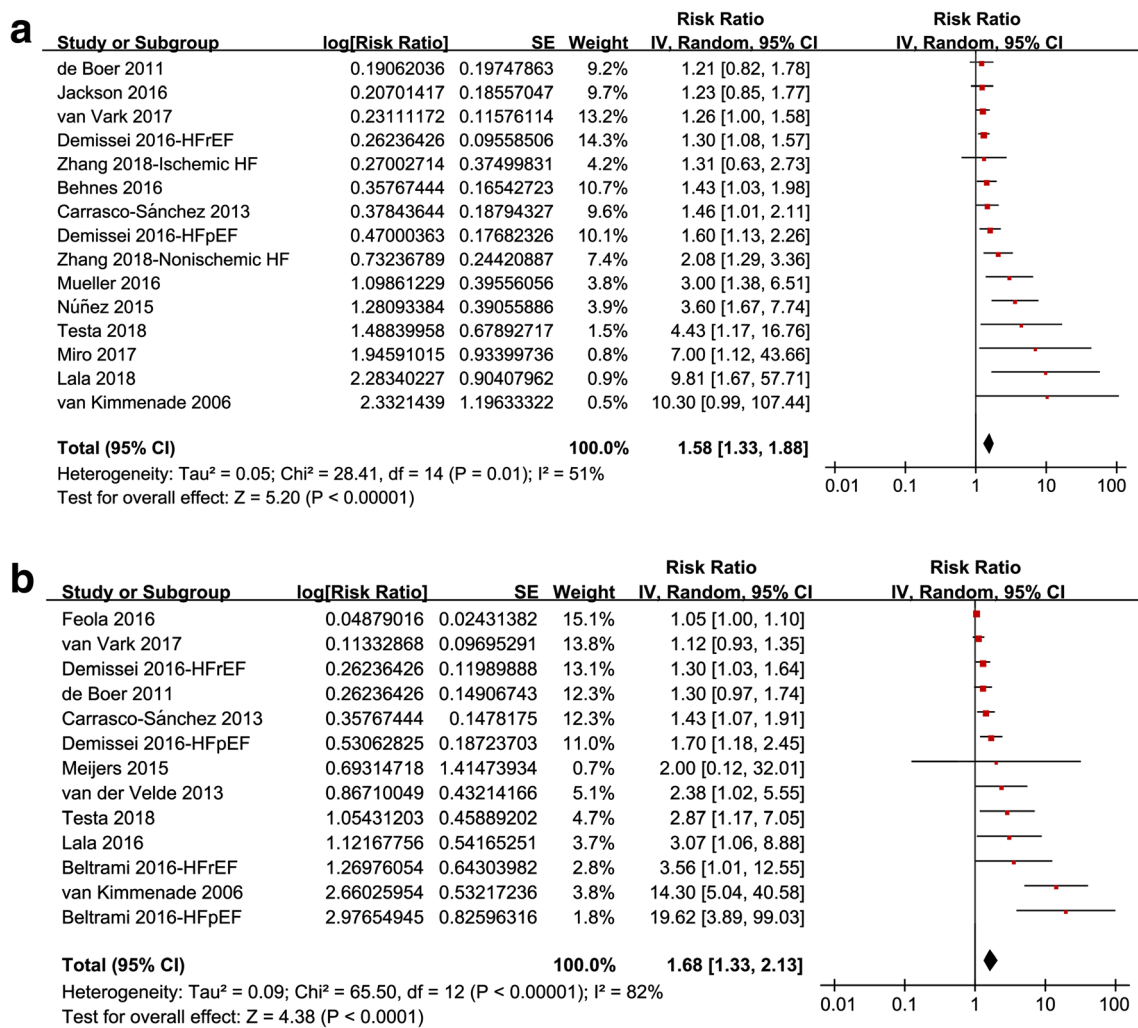 a
Risk Ratio Risk Ratio
Study or Subgroup log[Risk Ratio] SE Weight IV, Random, 95% CI IV, Random, 95% CI
de Boer 2011 0.19062036 0.19747863 9.2% 1.21 [0.82, 1.78]
Jackson 2016 0.20701417 0.18557047 9.7% 1.23 [0.85, 1.77]
van Vark 2017 0.23111172 0.11576114 13.2% 1.26 [1.00, 1.58]
Demissei 2016-HFrEF 0.26236426 0.09558506 14.3% 1.30 [1.08, 1.57]
Zhang 2018-Ischemic HF 0.27002714 0.37499831 4.2% 1.31 [0.63, 2.73]
Behnes 2016 0.35767444 0.16542723 10.7% 1.43 [1.03, 1.98]
Carrasco-Sánchez 2013 0.37843644 0.18794327 9.6% 1.46 [1.01, 2.11]
Demissei 2016-HFpEF 0.47000363 0.17682326 10.1% 1.60 [1.13, 2.26]
Zhang 2018-Nonischemic HF 0.73236789 0.24420887 7.4% 2.08 [1.29, 3.36]
Mueller 2016 1.09861229 0.39556056 3.8% 3.00 [1.38, 6.51]
Núñez 2015 1.28093384 0.39055886 3.9% 3.60 [1.67, 7.74]
Testa 2018 1.48839958 0.67892717 1.5% 4.43 [1.17, 16.76]
Miro 2017 1.94591015 0.93399736 0.8% 7.00 [1.12, 43.66]
Lala 2018 2.28340227 0.90407962 0.9% 9.81 [1.67, 57.71]
van Kimmenade 2006 2.3321439 1.19633322 0.5% 10.30 [0.99, 107.44]
Total (95% CI) 100.0% 1.58 [1.33, 1.88]
Heterogeneity: Tau² = 0.05; Chi² = 28.41, df = 14 (P = 0.01); I² = 51%
Test for overall effect: Z = 5.20 (P < 0.00001)
0.01 0.1 1 10 100
b
Risk Ratio Risk Ratio
Study or Subgroup log[Risk Ratio] SE Weight IV, Random, 95% CI IV, Random, 95% CI
Feola 2016 0.04879016 0.02431382 15.1% 1.05 [1.00, 1.10]
van Vark 2017 0.11332868 0.09695291 13.8% 1.12 [0.93, 1.35]
Demissei 2016-HFrEF 0.26236426 0.11989888 13.1% 1.30 [1.03, 1.64]
de Boer 2011 0.26236426 0.14906743 12.3% 1.30 [0.97, 1.74]
Carrasco-Sánchez 2013 0.35767444 0.1478175 12.3% 1.43 [1.07, 1.91]
Demissei 2016-HFpEF 0.53062825 0.18723703 11.0% 1.70 [1.18, 2.45]
Meijers 2015 0.69314718 1.41473934 0.7% 2.00 [0.12, 32.01]
van der Velde 2013 0.86710049 0.43214166 5.1% 2.38 [1.02, 5.55]
Testa 2018 1.05431203 0.45889202 4.7% 2.87 [1.17, 7.05]
Lala 2016 1.12167756 0.54165251 3.7% 3.07 [1.06, 8.88]
Beltrami 2016-HFrEF 1.26976054 0.64303982 2.8% 3.56 [1.01, 12.55]
van Kimmenade 2006 2.66025954 0.53217236 3.8% 14.30 [5.04, 40.58]
Beltrami 2016-HFpEF 2.97654945 0.82596316 1.8% 19.62 [3.89, 99.03]
Total (95% CI) 100.0% 1.68 [1.33, 2.13]
Heterogeneity: Tau² = 0.09; Chi² = 65.50, df = 12 (P < 0.00001); I² = 82%
Test for overall effect: Z = 4.38 (P < 0.0001)
0.01 0.1 1 10 100